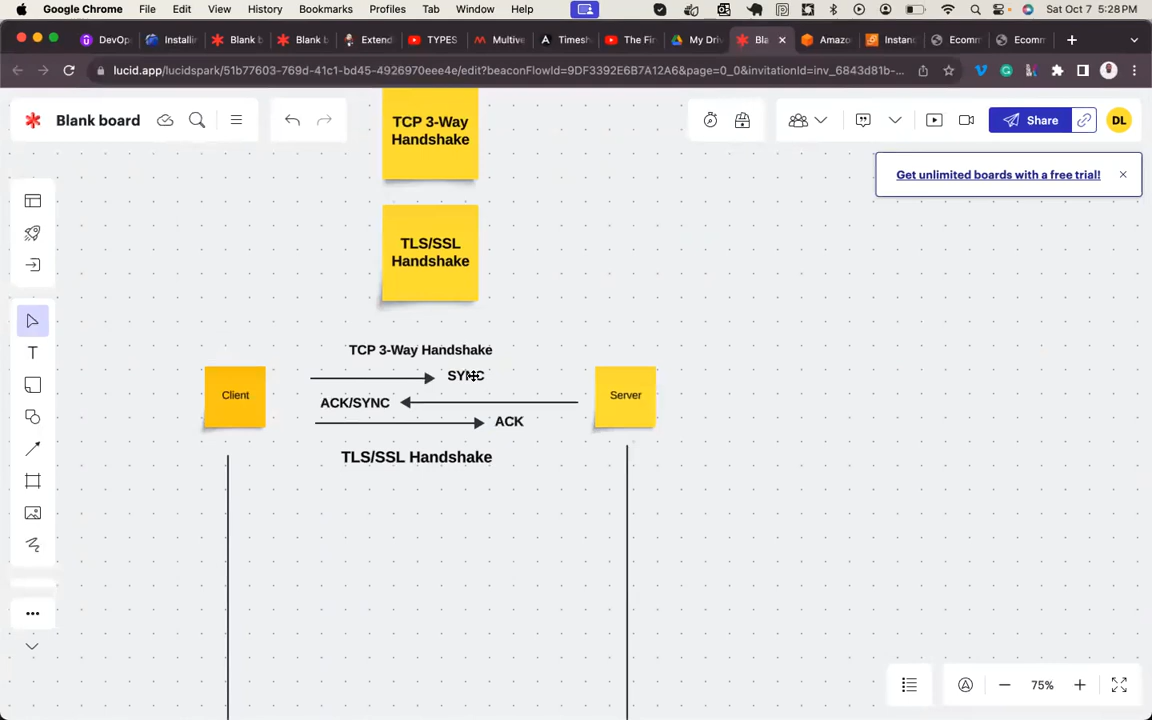 Google Chrome File Edit View History Bookmarks Profiles Tab Window Help Sat Oct 7 5:28 PM
DevOp Installin Blank b Blank b Extend TYPES Multive Timesh The Fir My Driv Bla Amazo Instanc Ecomm Ecomm
lucid.app/lucidspark/51b77603-769d-41c1-bd45-4926970eee4e/edit?beaconFlowId=9DF3392E6B7A12A6&page=0_0&invitationId=inv_6843d81b-...
Blank board Share DL
Get unlimited boards with a free trial!
TCP 3-Way
Handshake
TLS/SSL
Handshake
TCP 3-Way Handshake
SYNC
Client
ACK/SYNC
Server
ACK
TLS/SSL Handshake
T
75%